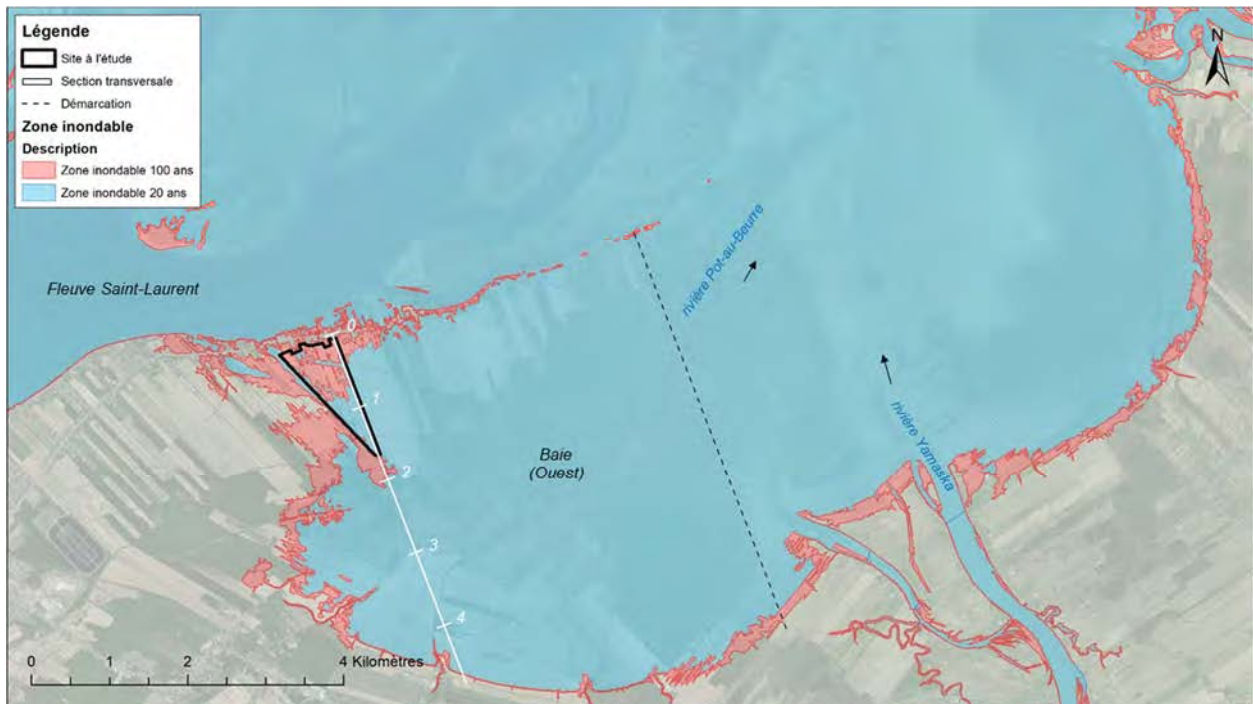 Légende
Site à l'étude
Section transversale
Démarcation
Zone inondable
Description
Zone inondable 100 ans
Zone inondable 20 ans
N
Fleuve Saint-Laurent
rivière Pot-au-Beurre
0
1
rivière Yamaska
Baie
(Ouest)
2
3
4
0 1 2 4 Kilomètres